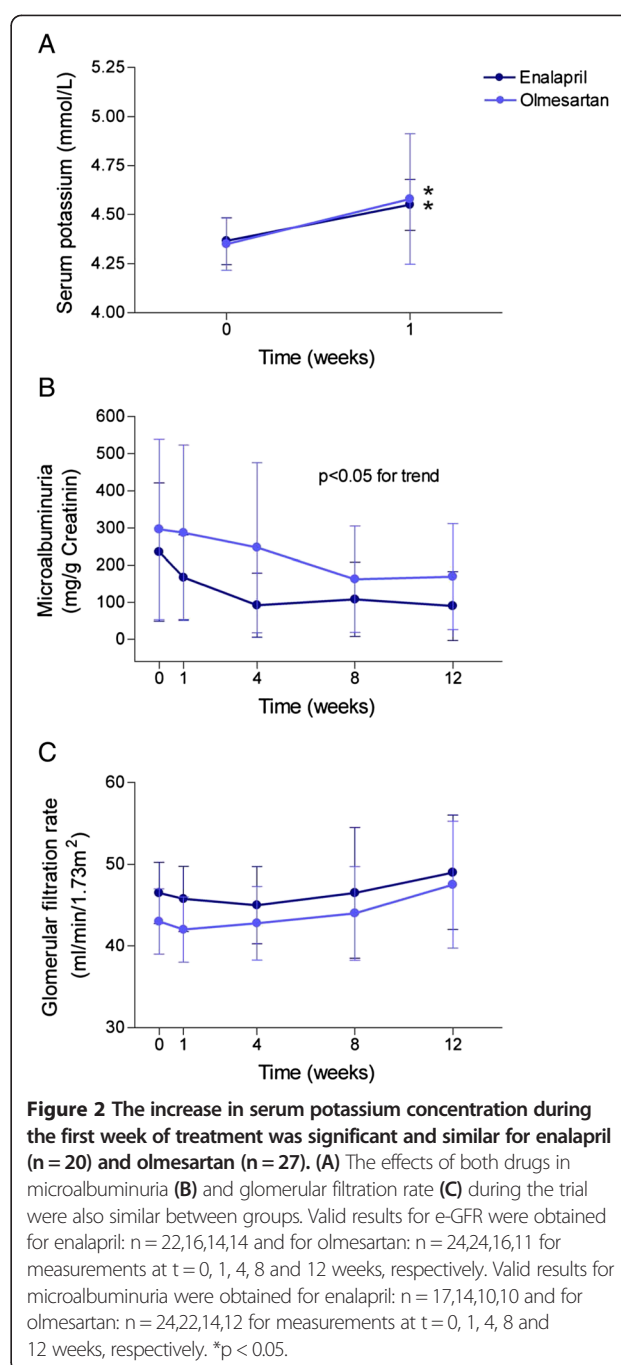 A
5.25
5.00
4.75
4.50
4.25
4.00
Serum potassium (mmol/L)
Enalapril
Olmesartan
*
*
0 1
Time (weeks)
B
600
500
400
300
200
100
0
Microalbuminuria
(mg/g Creatinin)
p<0.05 for trend
0 1 4 8 12
Time (weeks)
C
60
50
40
30
Glomerular filtration rate
(ml/min/1.73m²)
0 1 4 8 12
Time (weeks)
Figure 2 The increase in serum potassium concentration during
the first week of treatment was significant and similar for enalapril
(n = 20) and olmesartan (n = 27). (A) The effects of both drugs in
microalbuminuria (B) and glomerular filtration rate (C) during the trial
were also similar between groups. Valid results for e-GFR were obtained
for enalapril: n = 22,16,14,14 and for olmesartan: n = 24,24,16,11 for
measurements at t = 0, 1, 4, 8 and 12 weeks, respectively. Valid results for
microalbuminuria were obtained for enalapril: n = 17,14,10,10 and for
olmesartan: n = 24,22,14,12 for measurements at t = 0, 1, 4, 8 and
12 weeks, respectively. *p < 0.05.